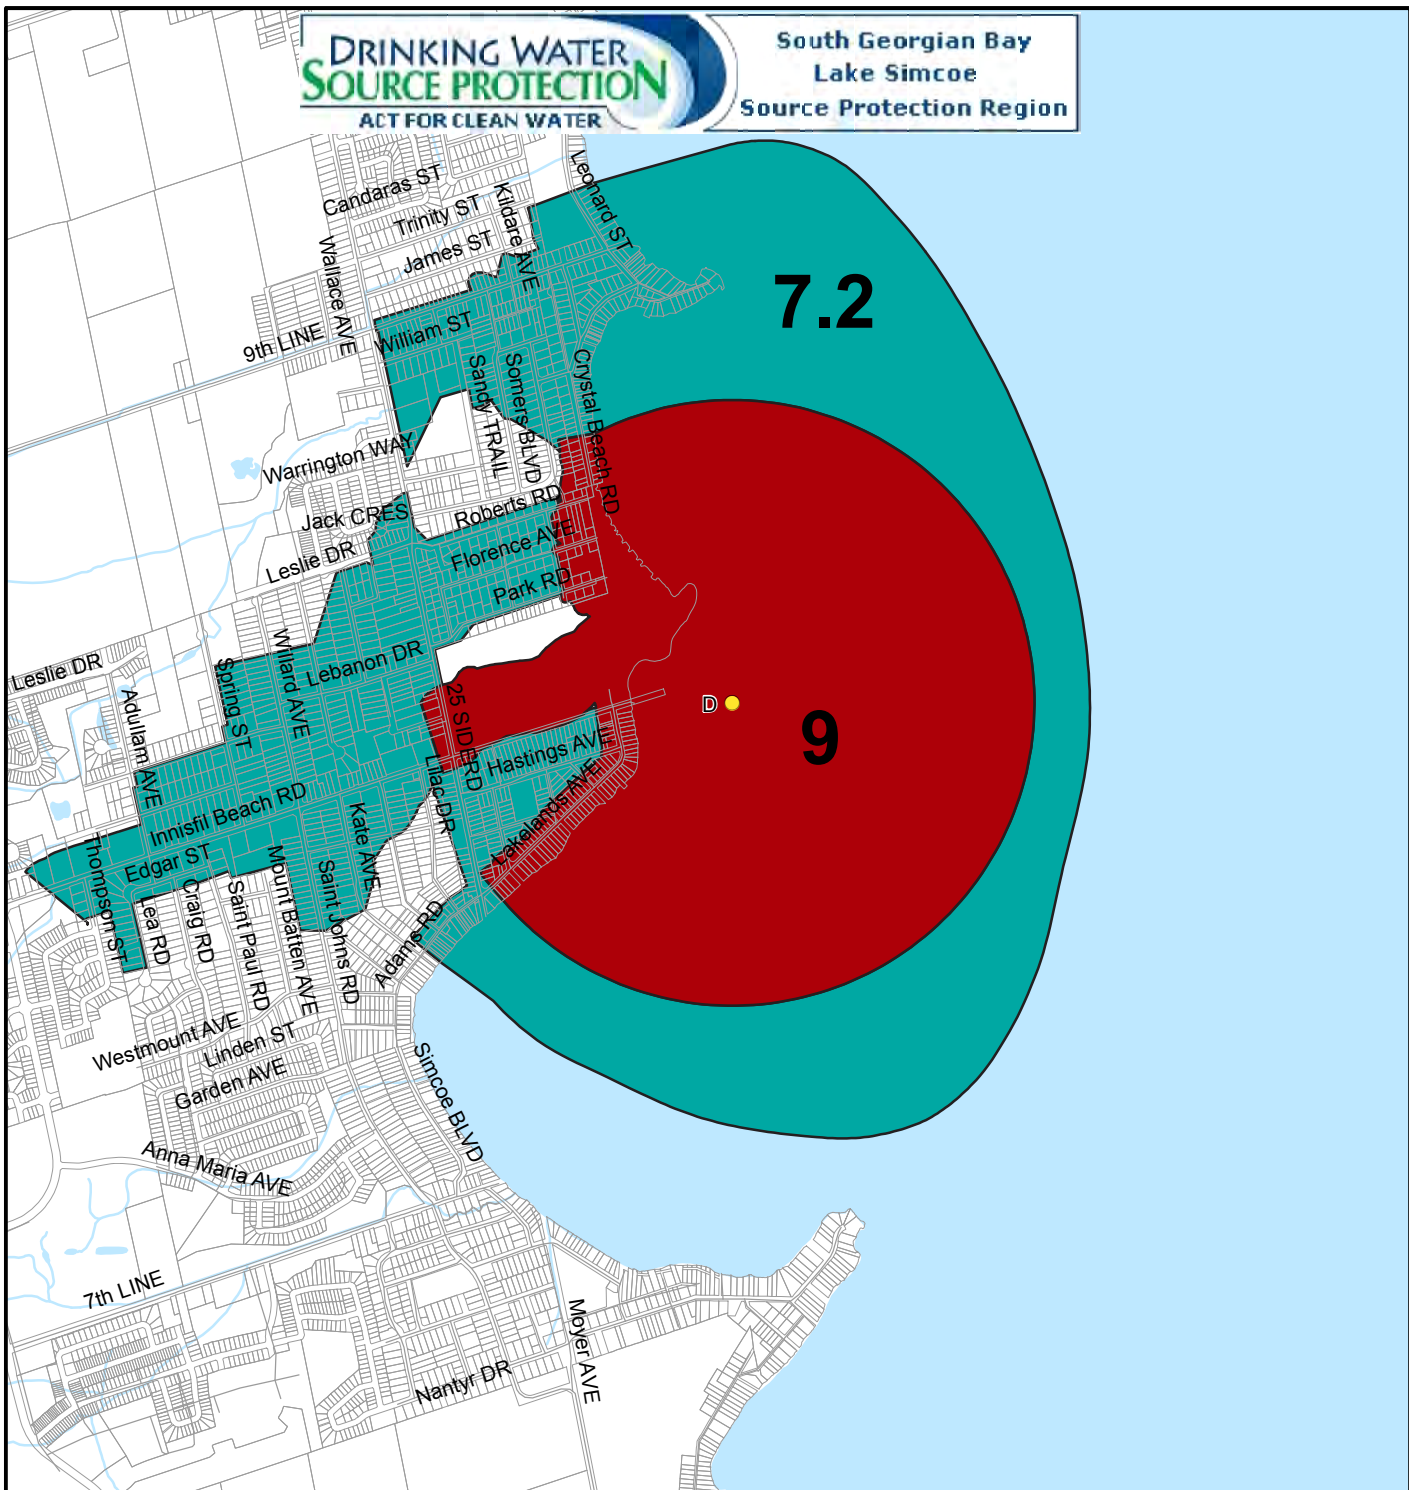 DRINKING WATER
SOURCE PROTECTION
ACT FOR CLEAN WATER
South Georgian Bay
Lake Simcoe
Source Protection Region
Candaras ST
Leonard ST
Trinity ST
Kildare AVE
James ST
Wallace AVE
7.2
9th LINE
William ST
Sandy TRAIL
Somers BLVD
Crystal Beach RD
Warrington WAY
Jack CRES
Roberts RD
Leslie DR
Florence AVE
Park RD
Willard AVE
Lebanon DR
Leslie DR
Spring ST
Adullam AVE
25 SIDERD
D
9
Hastings AVE
Lilac DR
Lakelands AVE
Innisfil Beach RD
Kate AVE
Thompson ST
Edgar ST
Mount Batten AVE
Saint Johns RD
Craig RD
Saint Paul RD
Lea RD
Adams RD
Westmount AVE
Linden ST
Garden AVE
Simcoe BLVD
Anna Maria AVE
7th LINE
Moyer AVE
Nantyr DR